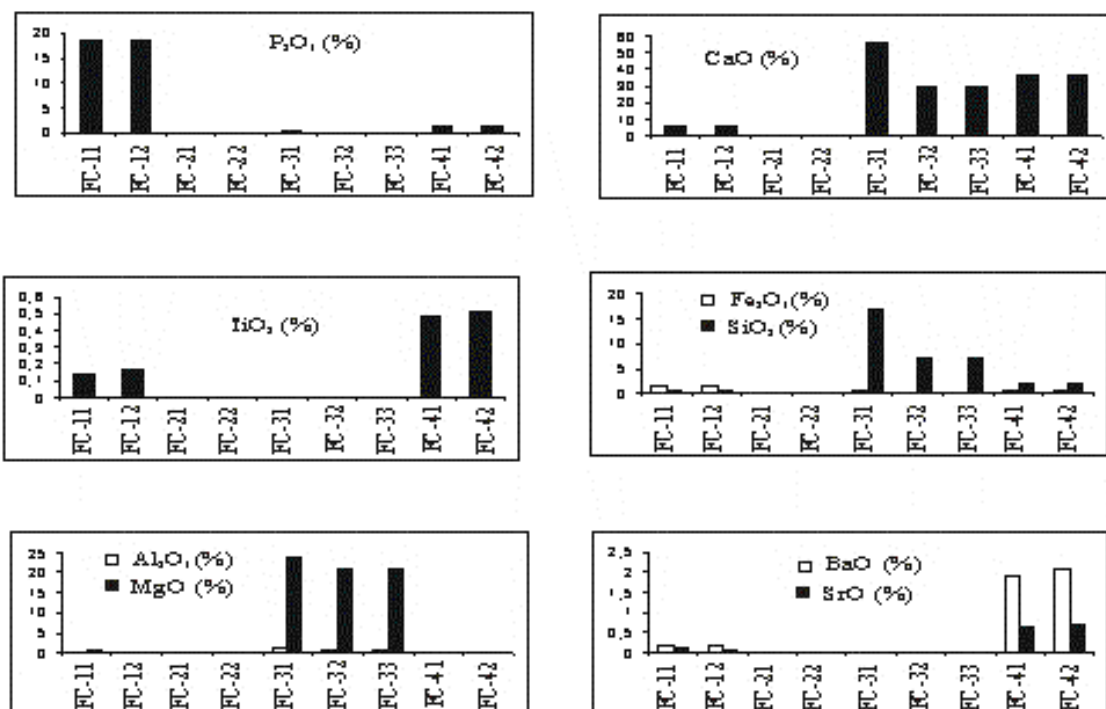 P₂O₅ (%)
20
15
10
5
0
FC-11 FC-12 FC-21 FC-22 FC-31 FC-32 FC-33 FC-41 FC-42
CaO (%)
60
50
40
30
20
10
0
FC-11 FC-12 FC-21 FC-22 FC-31 FC-32 FC-33 FC-41 FC-42
TiO₂ (%)
0,6
0,5
0,4
0,3
0,2
0,1
0
FC-11 FC-12 FC-21 FC-22 FC-31 FC-32 FC-33 FC-41 FC-42
Fe₂O₃ (%)
SiO₂ (%)
20
15
10
5
0
FC-11 FC-12 FC-21 FC-22 FC-31 FC-32 FC-33 FC-41 FC-42
Al₂O₃ (%)
MgO (%)
25
20
15
10
5
0
FC-11 FC-12 FC-21 FC-22 FC-31 FC-32 FC-33 FC-41 FC-42
BaO (%)
SrO (%)
2,5
2
1,5
1
0,5
0
FC-11 FC-12 FC-21 FC-22 FC-31 FC-32 FC-33 FC-41 FC-42